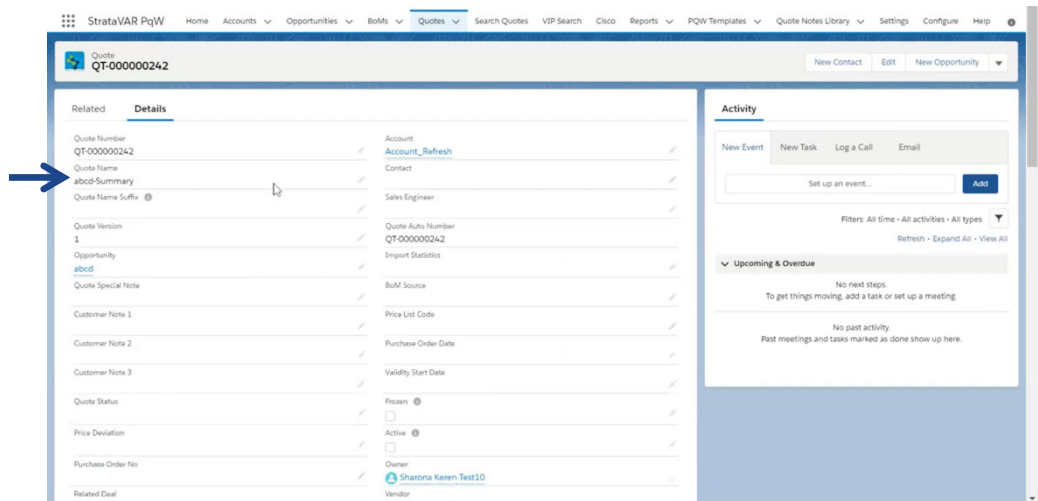 StrataVAR PqW Home Accounts Opportunities BoMs Quotes Search Quotes VIP Search Cisco Reports PQW Templates Quote Notes Library Settings Configure Help
Quote
QT-000000242
New Contact Edit New Opportunity
Related Details
Quote Number
QT-000000242
Account
Account_Refresh
Quote Name
abcd-Summary
Contact
Quote Name Suffix
Sales Engineer
Quote Version
1
Quote Auto Number
QT-000000242
Opportunity
abcd
Import Statistics
Quote Special Note
BoM Source
Customer Note 1
Price List Code
Customer Note 2
Purchase Order Date
Customer Note 3
Validity Start Date
Quote Status
Frozen
Price Deviation
Active
Purchase Order No
Owner
Sharona Keren Test10
Related Deal
Vendor
Activity
New Event New Task Log a Call Email
Set up an event...
Add
Filters: All time • All activities • All types
Refresh • Expand All • View All
Upcoming & Overdue
No next steps.
To get things moving, add a task or set up a meeting.
No past activity.
Past meetings and tasks marked as done show up here.